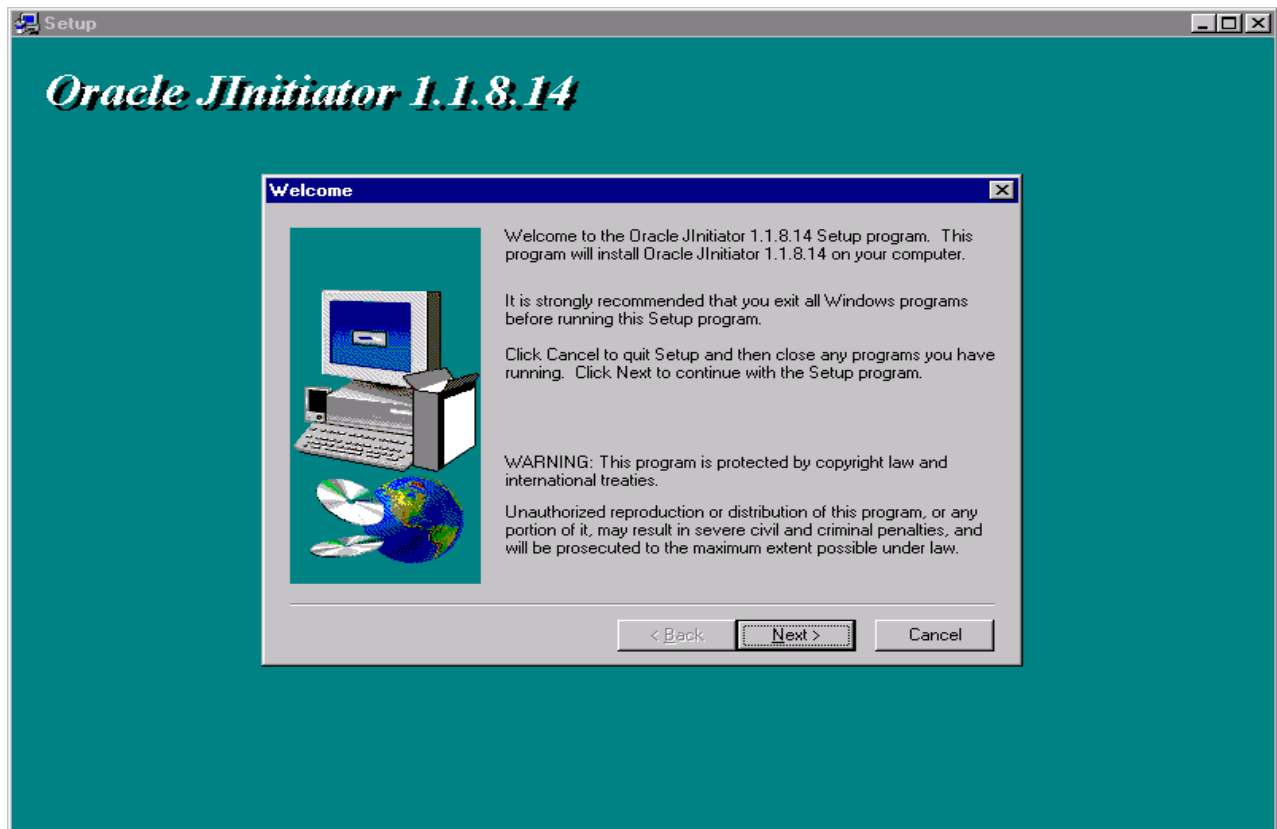 Setup
Oracle JInitiator 1.1.8.14
Welcome
Welcome to the Oracle JInitiator 1.1.8.14 Setup program.  This
program will install Oracle JInitiator 1.1.8.14 on your computer.
It is strongly recommended that you exit all Windows programs
before running this Setup program.
Click Cancel to quit Setup and then close any programs you have
running.  Click Next to continue with the Setup program.
WARNING: This program is protected by copyright law and
international treaties.
Unauthorized reproduction or distribution of this program, or any
portion of it, may result in severe civil and criminal penalties, and
will be prosecuted to the maximum extent possible under law.
< Back
Next >
Cancel